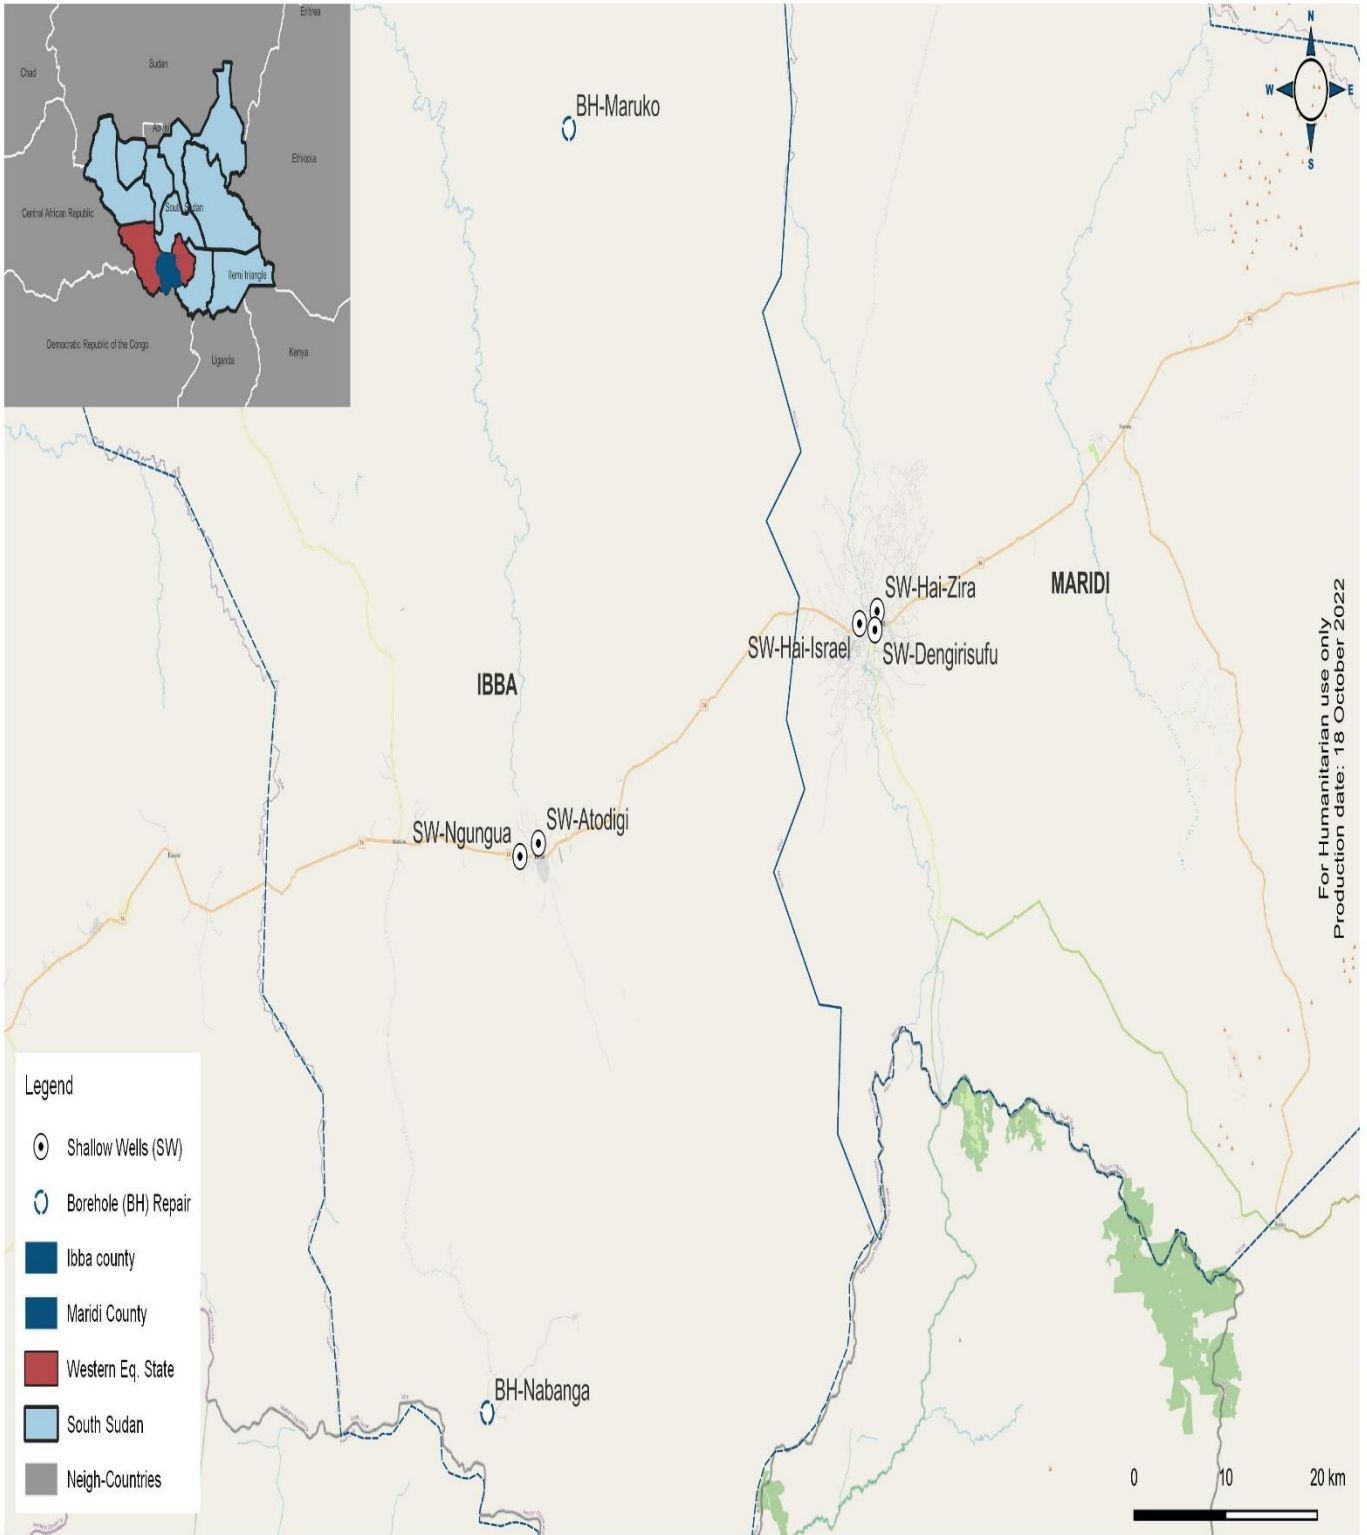 Eritrea
Sudan
Chad
Ethiopia
Central African Republic
South Sudan
Ilemi triangle
Democratic Republic of the Congo
Uganda
Kenya
N
W
E
S
BH-Maruko
MARIDI
SW-Hai-Zira
SW-Hai-Israel
SW-Dengirisufu
IBBA
SW-Atodigi
SW-Ngungua
BH-Nabanga
For Humanitarian use only
Production date: 18 October 2022
Legend
Shallow Wells (SW)
Borehole (BH) Repair
Ibba county
Maridi County
Western Eq. State
South Sudan
Neigh-Countries
0 10 20 km